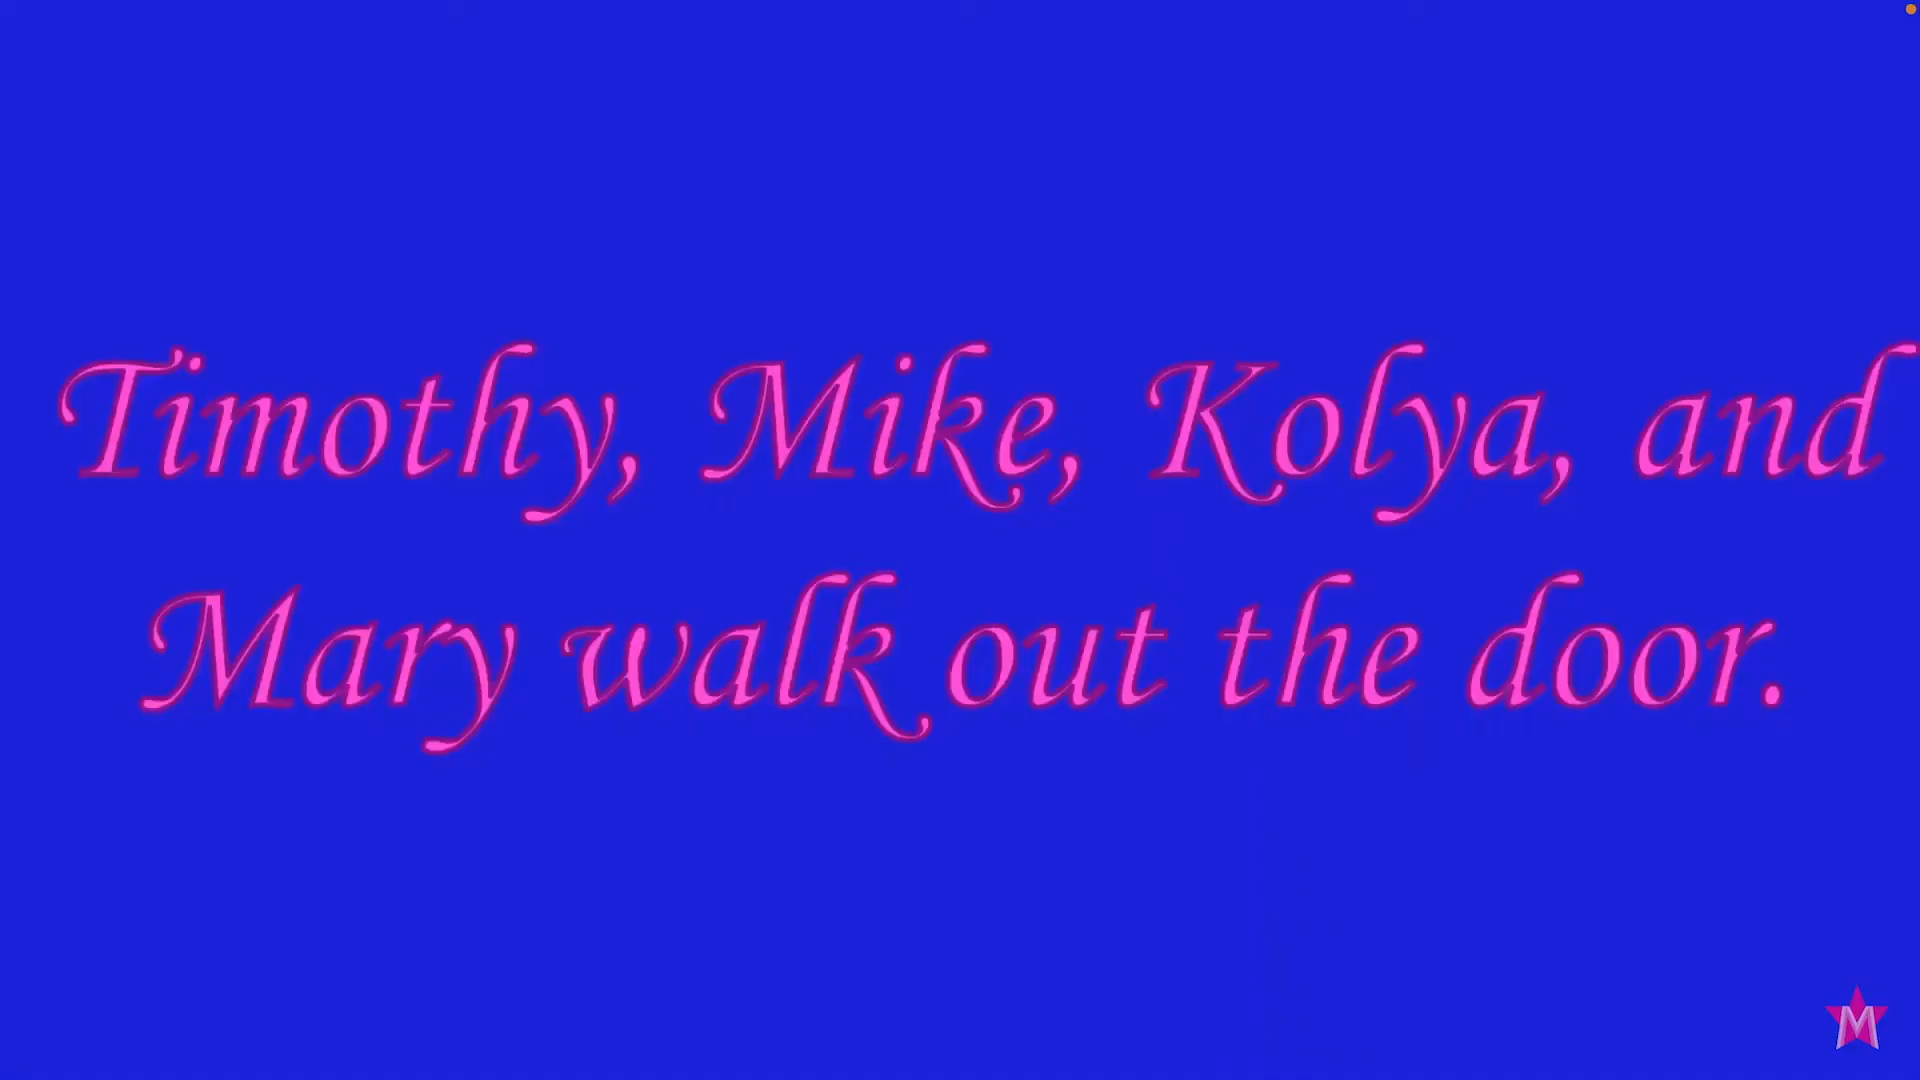 Timothy, Mike, Kolya, and
Mary walk out the door.
M